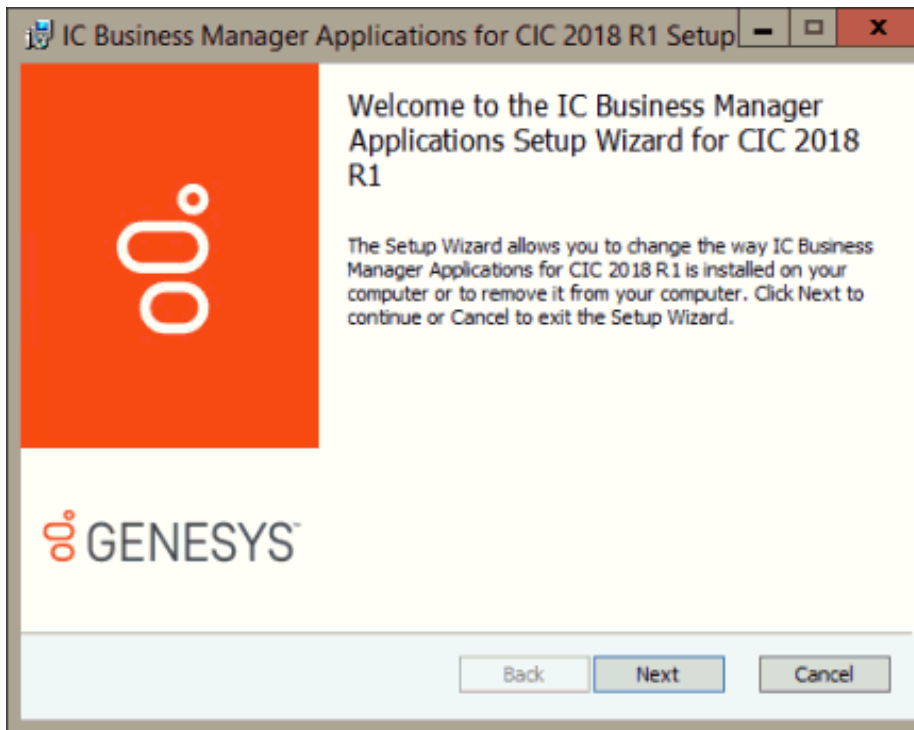 IC Business Manager Applications for CIC 2018 R1 Setup
Welcome to the IC Business Manager
Applications Setup Wizard for CIC 2018
R1
The Setup Wizard allows you to change the way IC Business
Manager Applications for CIC 2018 R1 is installed on your
computer or to remove it from your computer. Click Next to
continue or Cancel to exit the Setup Wizard.
GENESYS™
Back Next Cancel